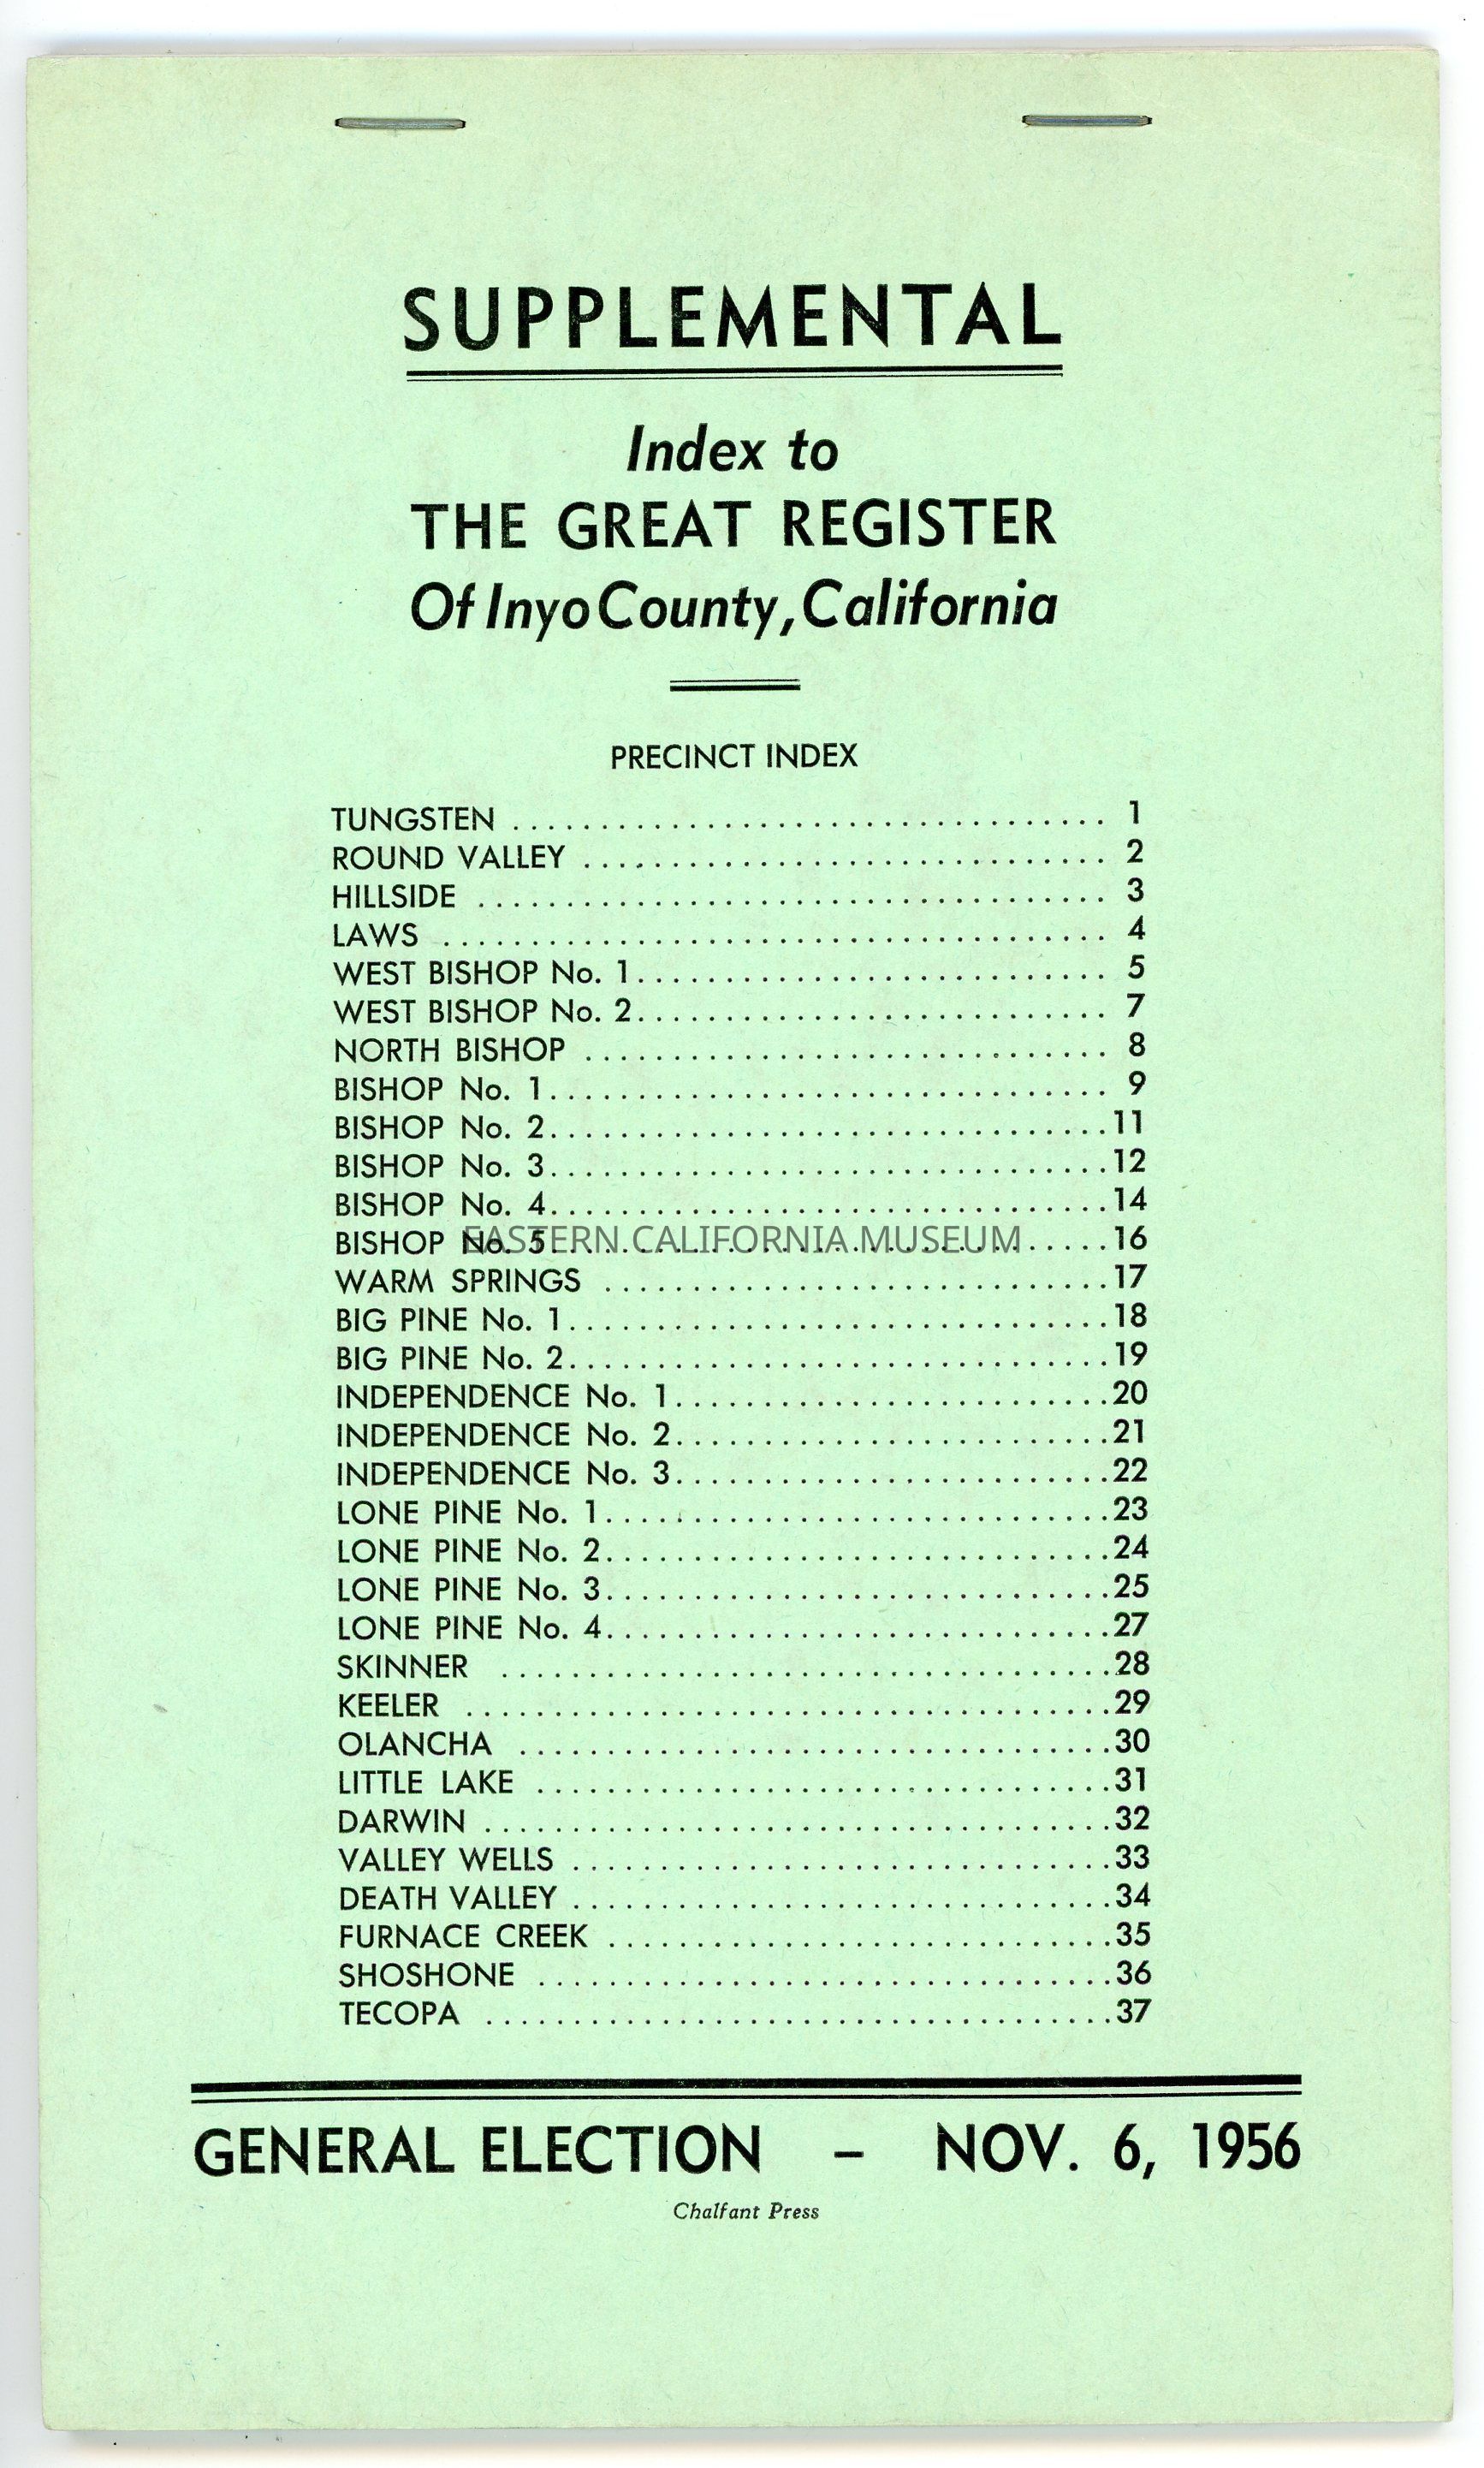 SUPPLEMENTAL
Index to
THE GREAT REGISTER
Of Inyo County, California
PRECINCT INDEX
TUNGSTEN .................................. 1
ROUND VALLEY .............................. 2
HILLSIDE .................................... 3
LAWS ...................................... 4
WEST BISHOP No. 1........................... 5
WEST BISHOP No. 2........................... 7
NORTH BISHOP .............................. 8
BISHOP No. 1................................ 9
BISHOP No. 2................................11
BISHOP No. 3................................12
BISHOP No. 4................................14
BISHOP No. 5................................16
EASTERN CALIFORNIA MUSEUM
WARM SPRINGS .............................17
BIG PINE No. 1...............................18
BIG PINE No. 2...............................19
INDEPENDENCE No. 1.........................20
INDEPENDENCE No. 2.........................21
INDEPENDENCE No. 3.........................22
LONE PINE No. 1.............................23
LONE PINE No. 2.............................24
LONE PINE No. 3.............................25
LONE PINE No. 4.............................27
SKINNER ...................................28
KEELER .....................................29
OLANCHA ..................................30
LITTLE LAKE .................................31
DARWIN ....................................32
VALLEY WELLS ...............................33
DEATH VALLEY ...............................34
FURNACE CREEK .............................35
SHOSHONE .................................36
TECOPA ....................................37
GENERAL ELECTION – NOV. 6, 1956
Chalfant Press